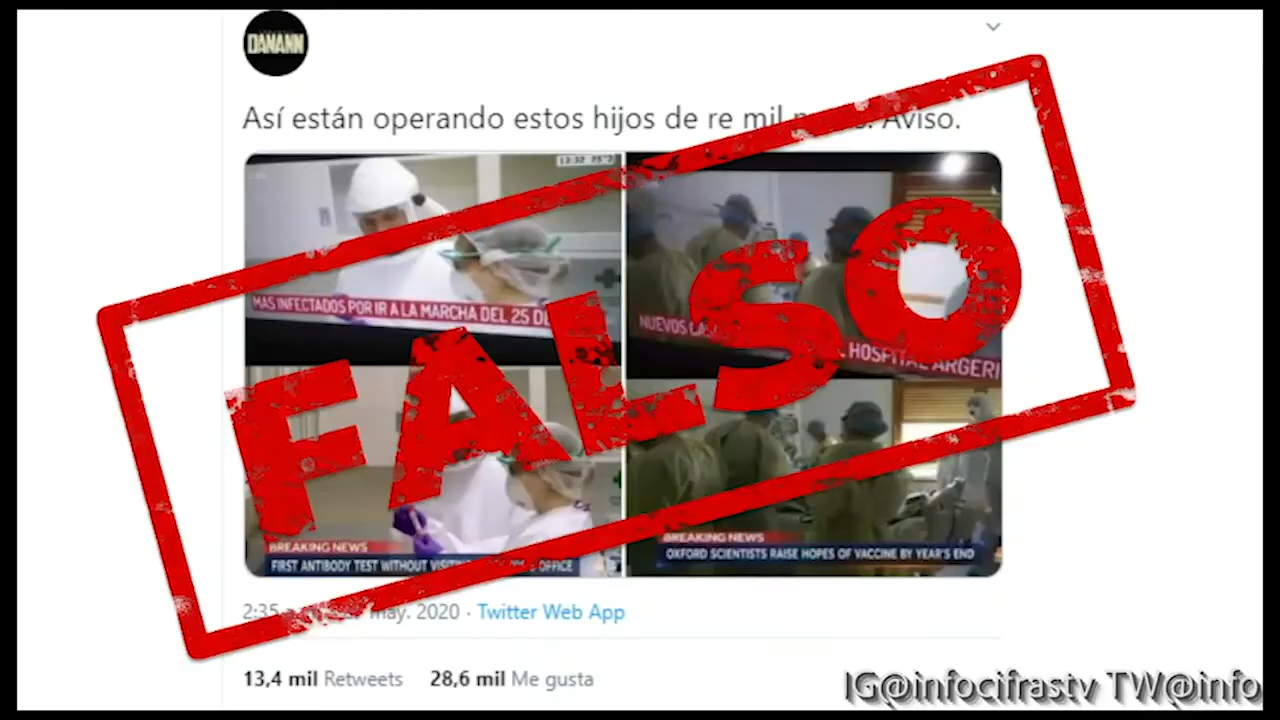 DANANN
Así están operando estos hijos de re mil Aviso.
13:32
MAS INFECTADOS POR IR A LA MARCHA DEL 25 DE
NUEVOS
HOSPITAL ARGERI
FALSO
BREAKING NEWS
FIRST ANTIBODY TEST WITHOUT OFFICE
BREAKING NEWS
OXFORD SCIENTISTS RAISE HOPES OF VACCINE BY YEAR'S END
2:35 may. 2020 · Twitter Web App
13,4 mil Retweets 28,6 mil Me gusta
IG@infocifrastv TW@info